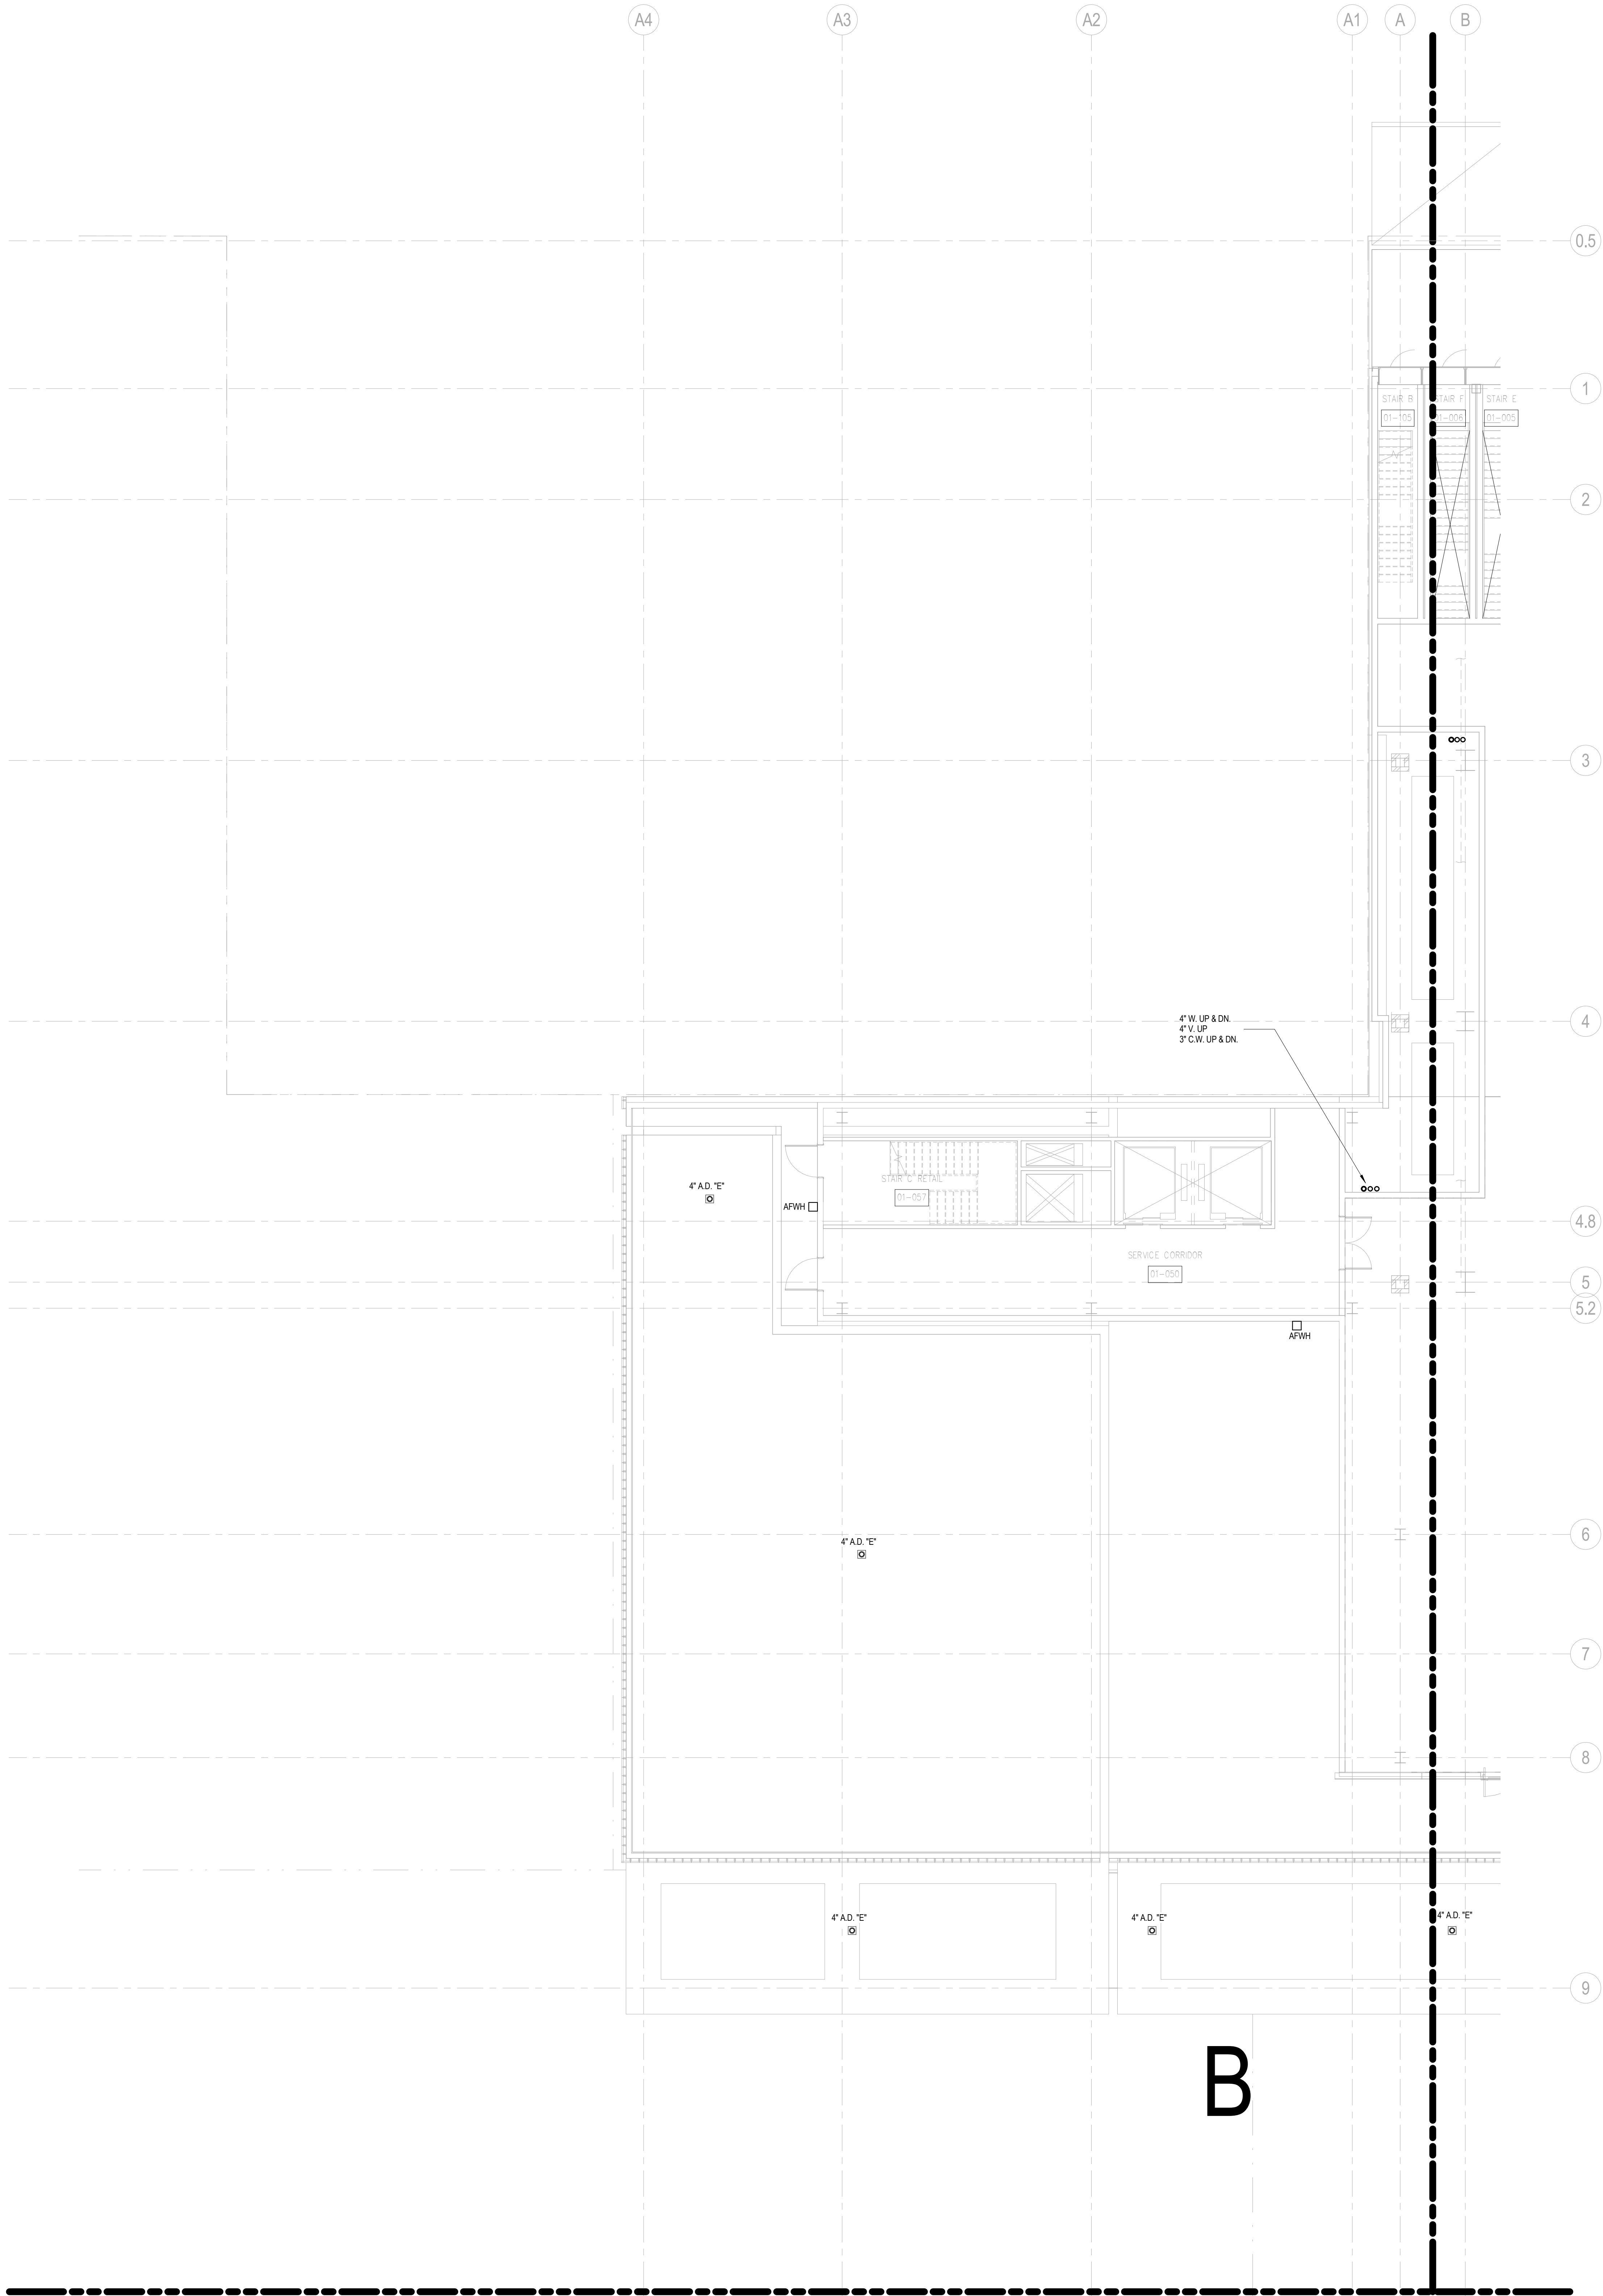 A4 A3 A2 A1 A B
0.5
1
STAIR B STAIR F STAIR E
01-105 01-006 01-005
2
3
4" W. UP & DN.
4" V. UP
3" C.W. UP & DN.
4
4" A.D. "E"
STAIR C RETAIL
01-057
AFWH
4.8
SERVICE CORRIDOR
01-050
5
5.2
AFWH
6
4" A.D. "E"
7
8
4" A.D. "E" 4" A.D. "E" 4" A.D. "E"
9
B